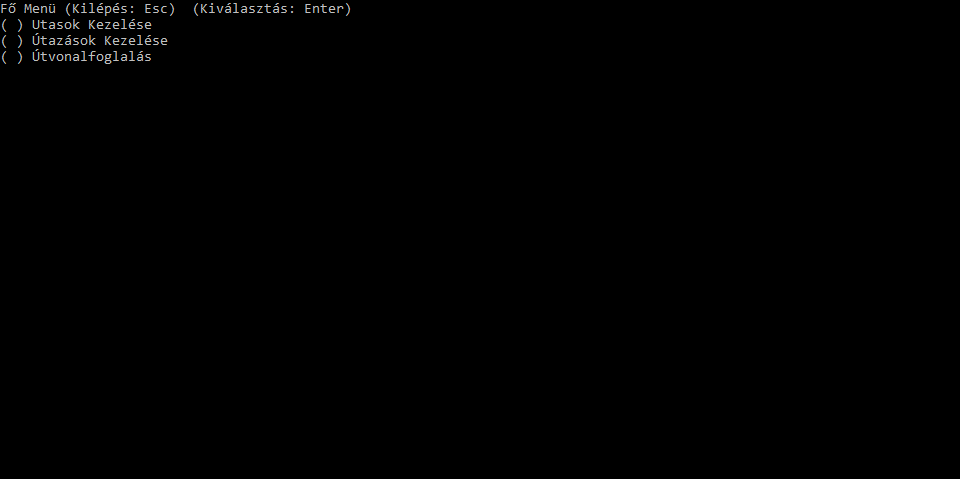 Fő Menü (Kilépés: Esc)  (Kiválasztás: Enter)
( ) Utasok Kezelése
( ) Útazások Kezelése
( ) Útvonalfoglalás